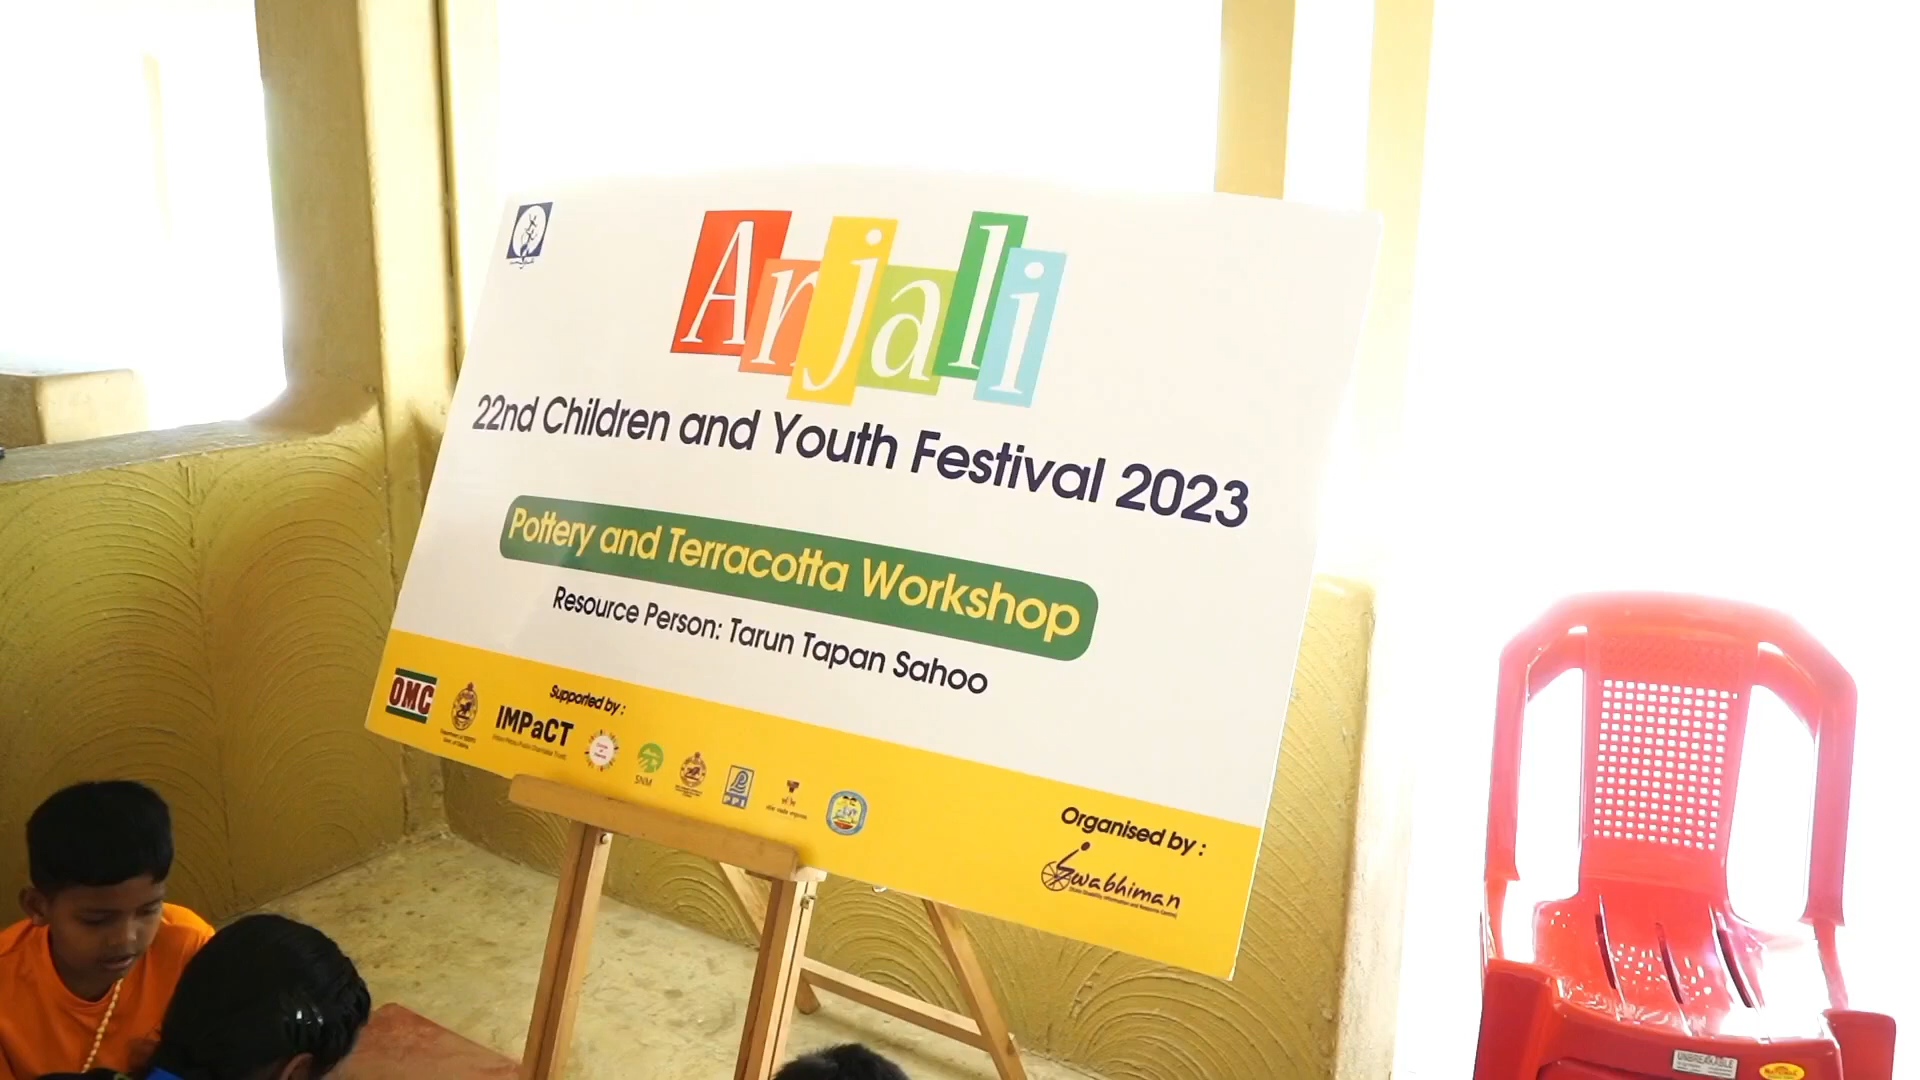 Anjali
22nd Children and Youth Festival 2023
Pottery and Terracotta Workshop
Resource Person: Tarun Tapan Sahoo
Supported by :
OMC
IMPaCT
SNM
PPI
Organised by :
Swabhiman
UNBREAKABLE